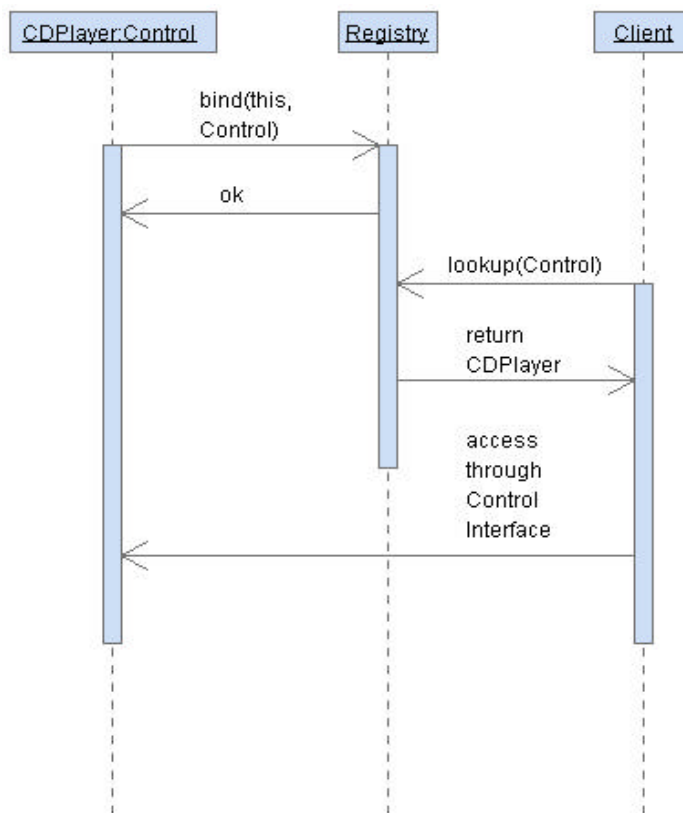 CDPlayer:Control
Registry
Client
bind(this,
Control)
ok
lookup(Control)
return
CDPlayer
access
through
Control
Interface